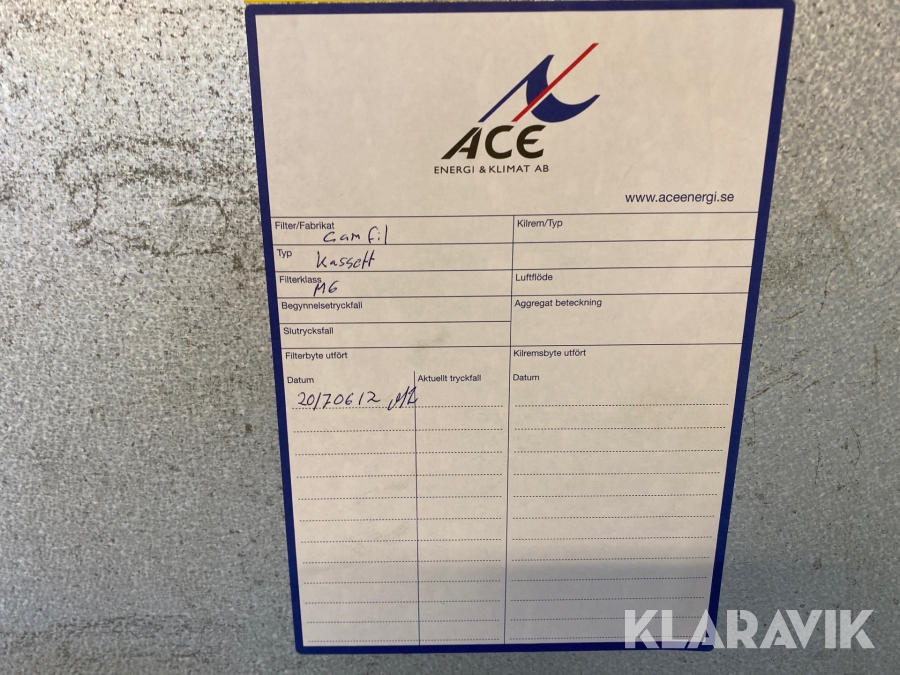 ACE
ENERGI & KLIMAT AB
www.aceenergi.se
Filter/Fabrikat
Camfil
Kilrem/Typ
Typ
Kassett
Filterklass
M6
Luftflöde
Begynnelsetryckfall
Aggregat beteckning
Slutrycksfall
Filterbyte utfört
Kilremsbyte utfört
Datum
Aktuellt tryckfall
Datum
20170612
KLARAVIK